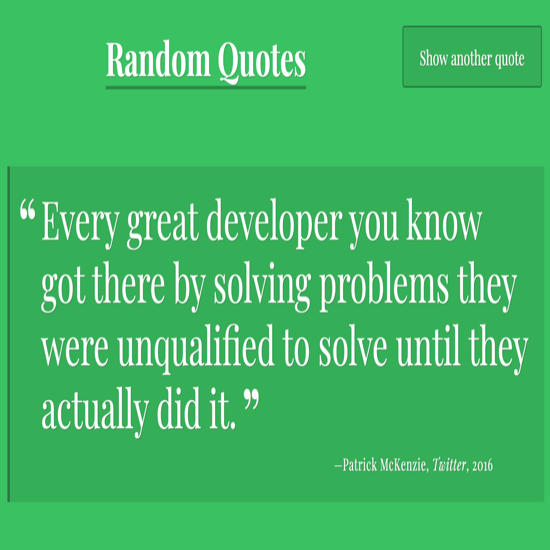 Random Quotes
Show another quote
“ Every great developer you know
got there by solving problems they
were unqualified to solve until they
actually did it. ”
–Patrick McKenzie, Twitter, 2016